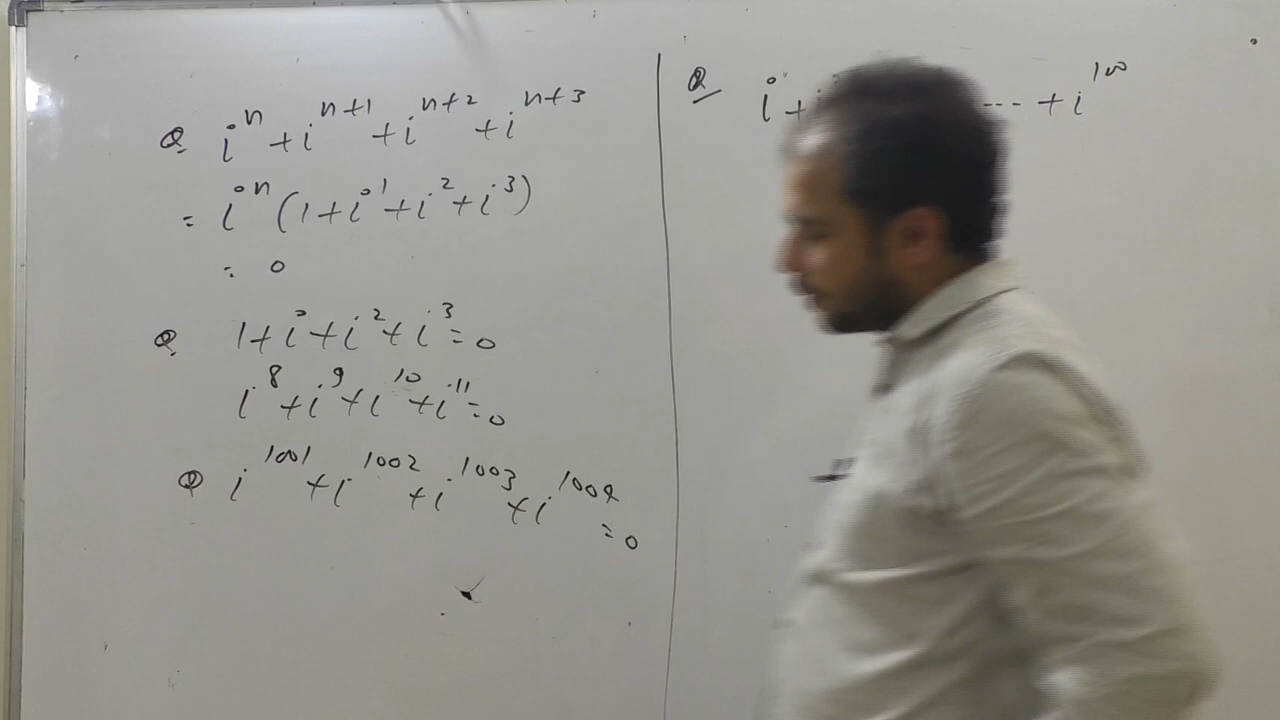 Q i^n + i^{n+1} + i^{n+2} + i^{n+3}
= i^n (1 + i^1 + i^2 + i^3)
= 0
Q 1 + i + i^2 + i^3 = 0
i^8 + i^9 + i^10 + i^11 = 0
Q i^1001 + i^1002 + i^1003 + i^1004
= 0
Q i + i --- + i^100